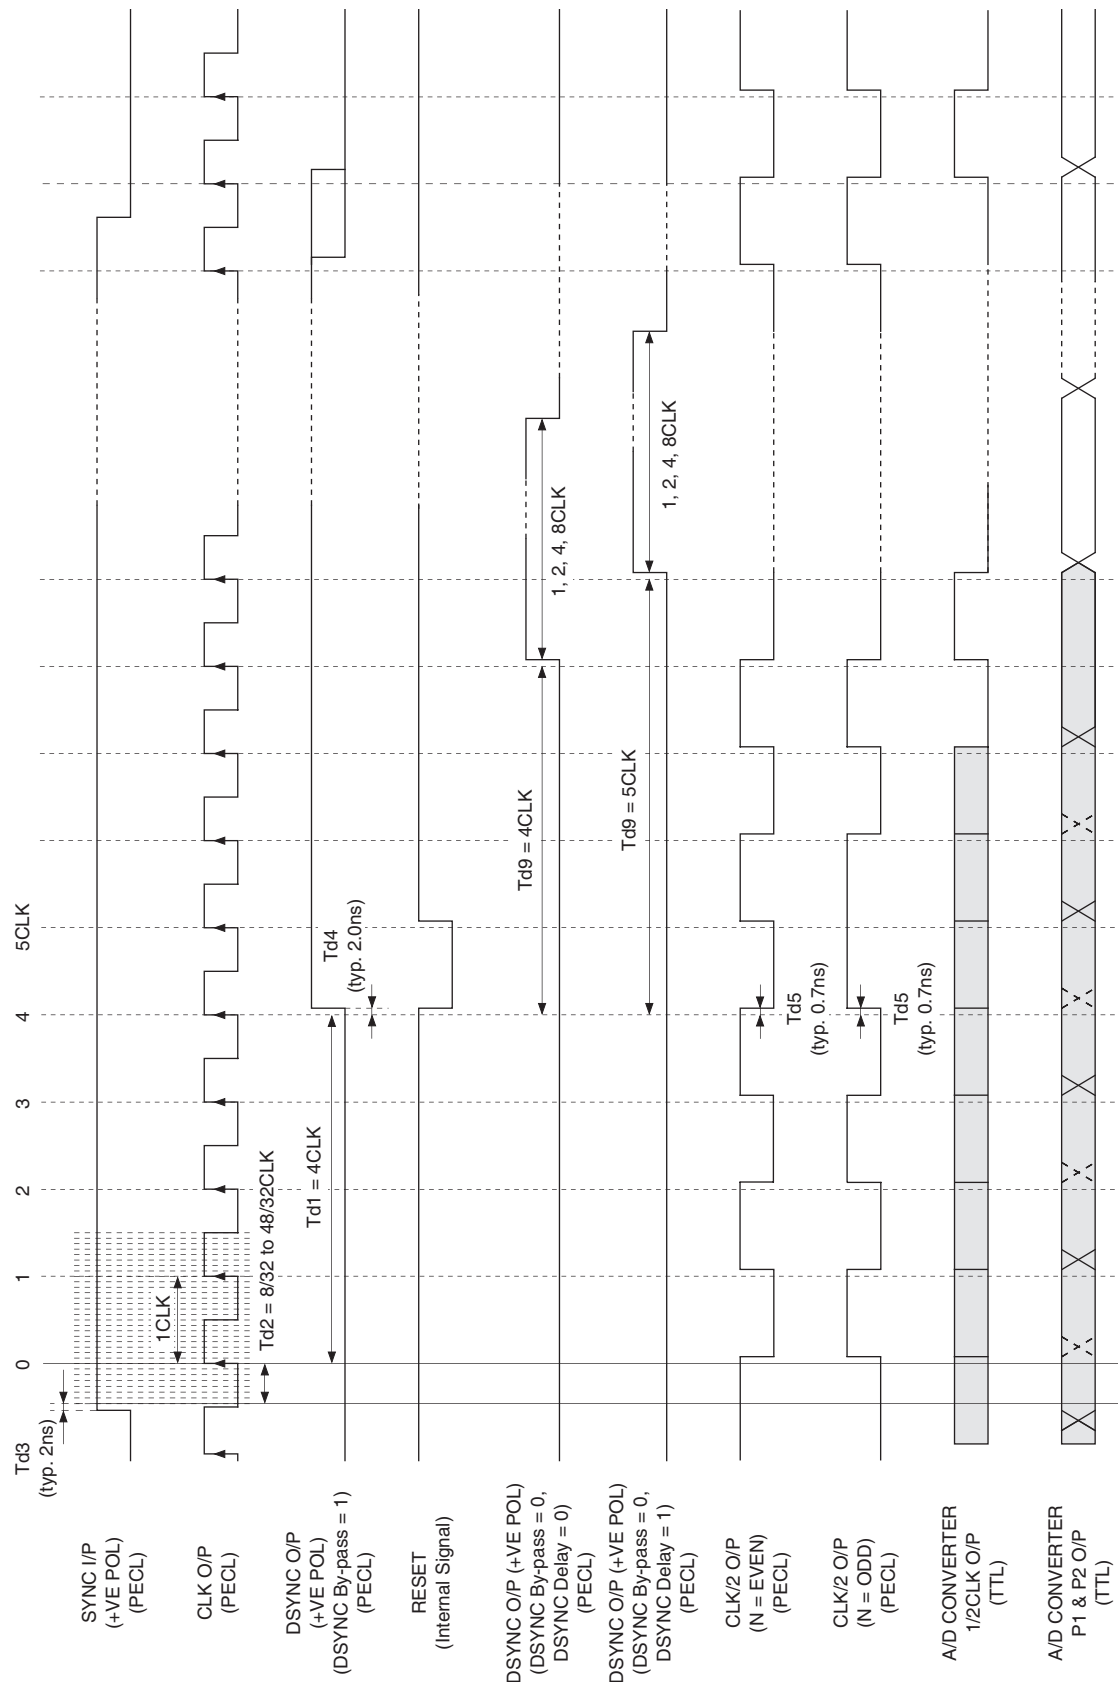 Td3
(typ. 2ns)
0
1
2
3
4
5CLK
SYNC I/P
(+VE POL)
(PECL)
1CLK
CLK O/P
(PECL)
Td2 = 8/32 to 48/32CLK
DSYNC O/P
(+VE POL)
(DSYNC By-pass = 1)
(PECL)
Td1 = 4CLK
Td4
(typ. 2.0ns)
RESET
(Internal Signal)
DSYNC O/P (+VE POL)
(DSYNC By-pass = 0,
DSYNC Delay = 0)
(PECL)
Td9 = 4CLK
1, 2, 4, 8CLK
DSYNC O/P (+VE POL)
(DSYNC By-pass = 0,
DSYNC Delay = 1)
(PECL)
Td9 = 5CLK
1, 2, 4, 8CLK
CLK/2 O/P
(N = EVEN)
(PECL)
Td5
(typ. 0.7ns)
CLK/2 O/P
(N = ODD)
(PECL)
Td5
(typ. 0.7ns)
A/D CONVERTER
1/2CLK O/P
(TTL)
A/D CONVERTER
P1 & P2 O/P
(TTL)